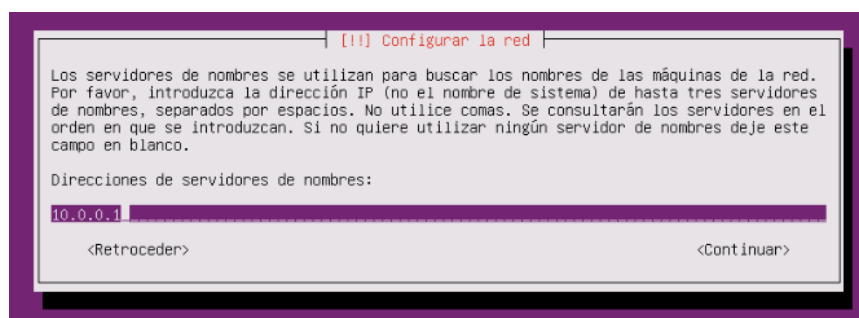 [!!] Configurar la red
Los servidores de nombres se utilizan para buscar los nombres de las máquinas de la red.
Por favor, introduzca la dirección IP (no el nombre de sistema) de hasta tres servidores
de nombres, separados por espacios. No utilice comas. Se consultarán los servidores en el
orden en que se introduzcan. Si no quiere utilizar ningún servidor de nombres deje este
campo en blanco.
Direcciones de servidores de nombres:
10.0.0.1
<Retroceder> <Continuar>